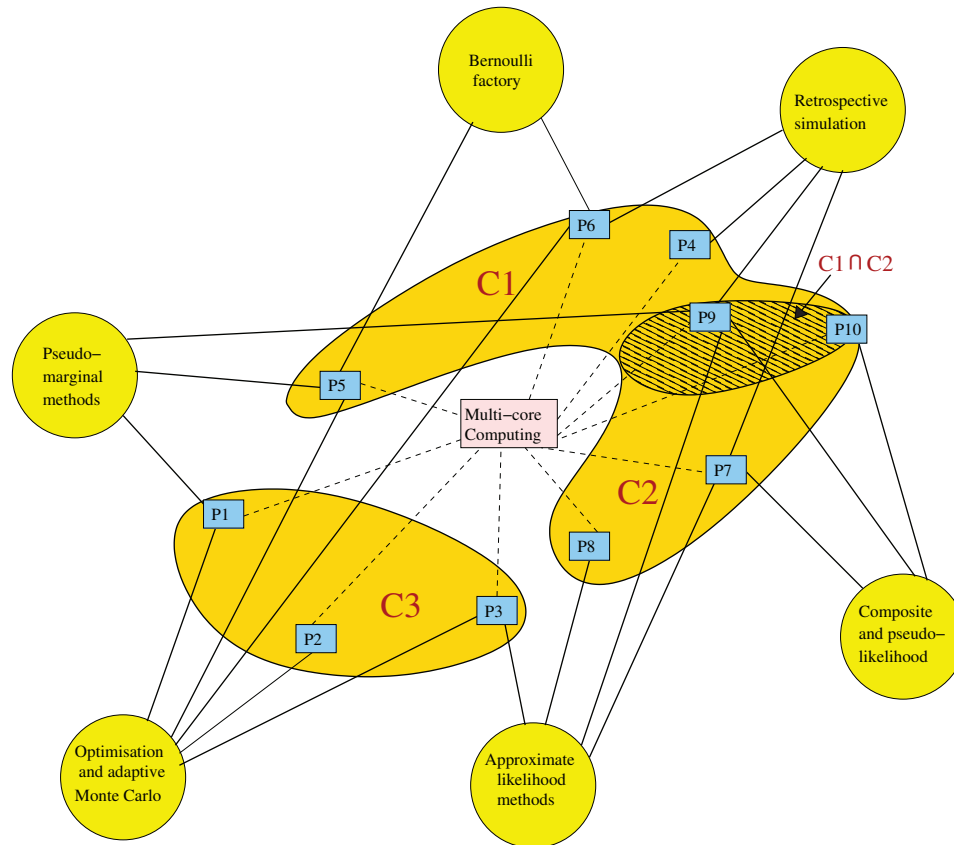 Bernoulli
factory
Retrospective
simulation
P6
P4
C1
C1∩C2
P9
P10
Pseudo−
marginal
methods
P5
Multi−core
Computing
P7
C2
P1
P8
C3
P3
P2
Composite
and pseudo−
likelihood
Optimisation
and adaptive
Monte Carlo
Approximate
likelihood
methods